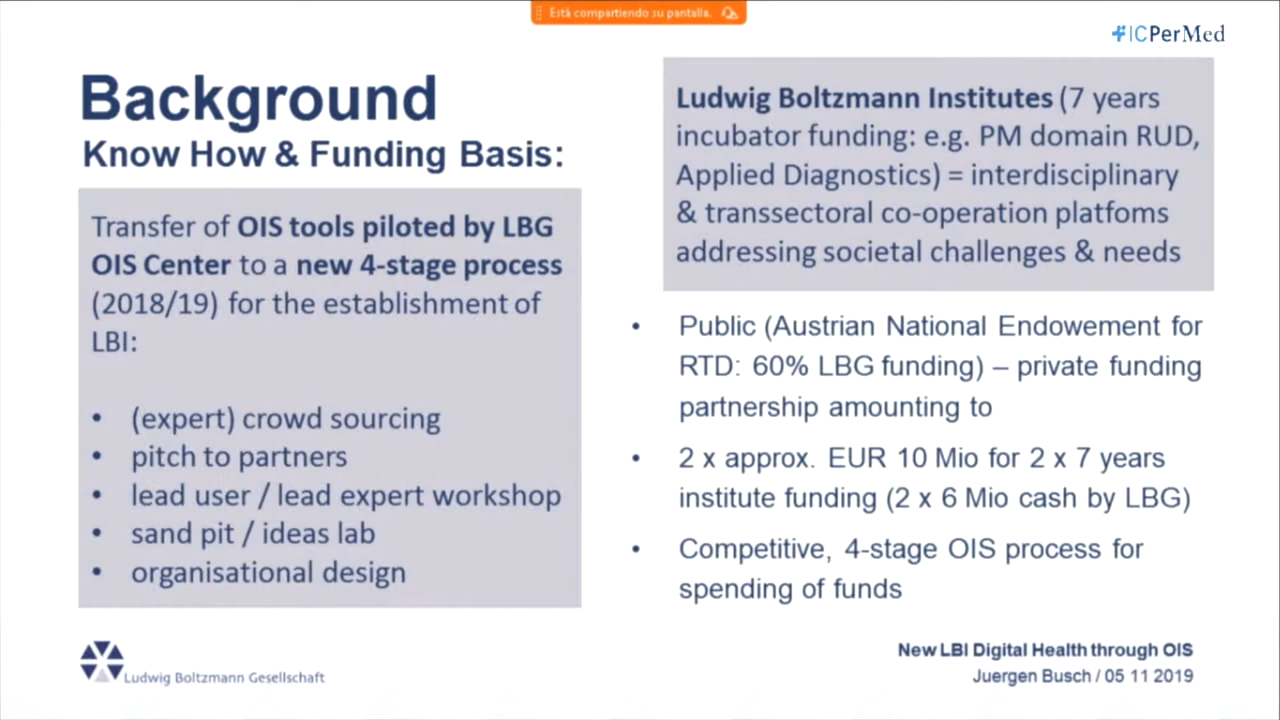 Está compartiendo su pantalla.
ICPerMed
Background
Know How & Funding Basis:
Transfer of OIS tools piloted by LBG
OIS Center to a new 4-stage process
(2018/19) for the establishment of
LBI:
• (expert) crowd sourcing
• pitch to partners
• lead user / lead expert workshop
• sand pit / ideas lab
• organisational design
Ludwig Boltzmann Institutes (7 years
incubator funding: e.g. PM domain RUD,
Applied Diagnostics) = interdisciplinary
& transsectoral co-operation platfoms
addressing societal challenges & needs
• Public (Austrian National Endowement for
RTD: 60% LBG funding) – private funding
partnership amounting to
• 2 x approx. EUR 10 Mio for 2 x 7 years
institute funding (2 x 6 Mio cash by LBG)
• Competitive, 4-stage OIS process for
spending of funds
Ludwig Boltzmann Gesellschaft
New LBI Digital Health through OIS
Juergen Busch / 05 11 2019